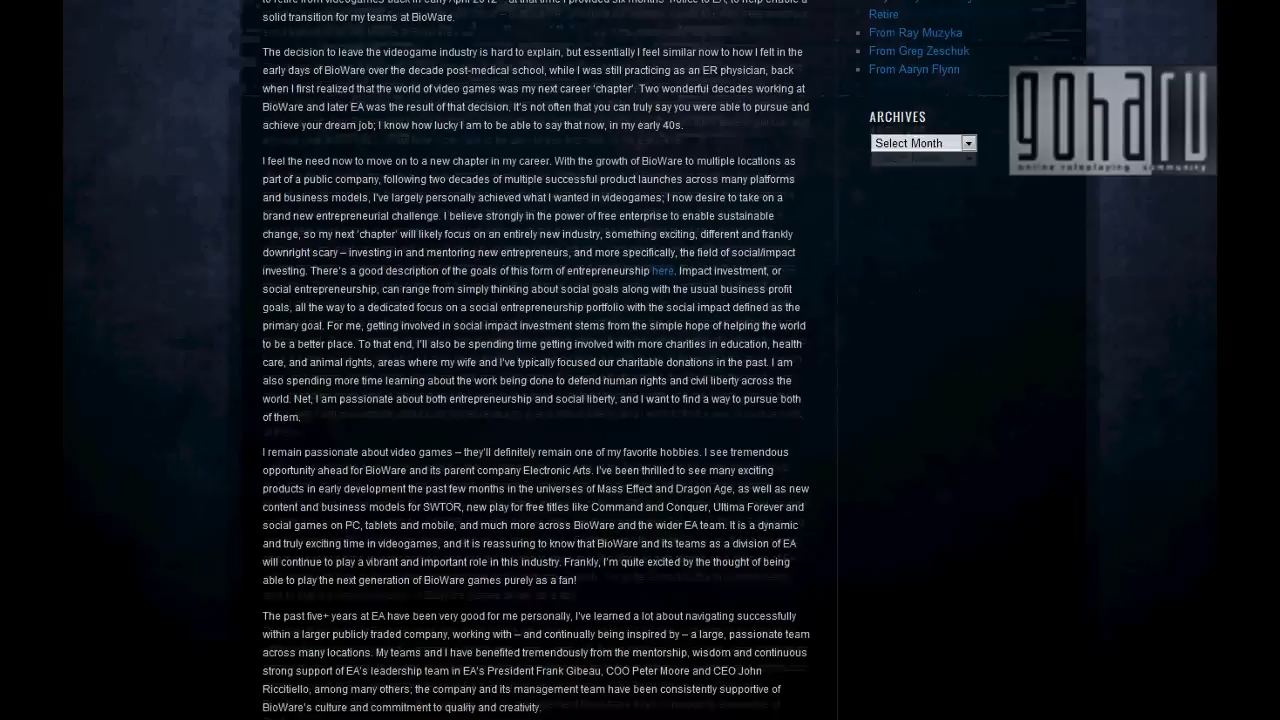 to retire from videogames back in early April 2012 – at that time I provided six months' notice to EA, to help enable a
solid transition for my teams at BioWare.
The decision to leave the videogame industry is hard to explain, but essentially I feel similar now to how I felt in the
early days of BioWare over the decade post-medical school, while I was still practicing as an ER physician, back
when I first realized that the world of video games was my next career 'chapter'. Two wonderful decades working at
BioWare and later EA was the result of that decision. It's not often that you can truly say you were able to pursue and
achieve your dream job; I know how lucky I am to be able to say that now, in my early 40s.
I feel the need now to move on to a new chapter in my career. With the growth of BioWare to multiple locations as
part of a public company, following two decades of multiple successful product launches across many platforms
and business models, I've largely personally achieved what I wanted in videogames; I now desire to take on a
brand new entrepreneurial challenge. I believe strongly in the power of free enterprise to enable sustainable
change, so my next 'chapter' will likely focus on an entirely new industry, something exciting, different and frankly
downright scary – investing in and mentoring new entrepreneurs, and more specifically, the field of social/impact
investing. There's a good description of the goals of this form of entrepreneurship here. Impact investment, or
social entrepreneurship, can range from simply thinking about social goals along with the usual business profit
goals, all the way to a dedicated focus on a social entrepreneurship portfolio with the social impact defined as the
primary goal. For me, getting involved in social impact investment stems from the simple hope of helping the world
to be a better place. To that end, I'll also be spending time getting involved with more charities in education, health
care, and animal rights, areas where my wife and I've typically focused our charitable donations in the past. I am
also spending more time learning about the work being done to defend human rights and civil liberty across the
world. Net, I am passionate about both entrepreneurship and social liberty, and I want to find a way to pursue both
of them.
I remain passionate about video games – they'll definitely remain one of my favorite hobbies. I see tremendous
opportunity ahead for BioWare and its parent company Electronic Arts. I've been thrilled to see many exciting
products in early development the past few months in the universes of Mass Effect and Dragon Age, as well as new
content and business models for SWTOR, new play for free titles like Command and Conquer, Ultima Forever and
social games on PC, tablets and mobile, and much more across BioWare and the wider EA team. It is a dynamic
and truly exciting time in videogames, and it is reassuring to know that BioWare and its teams as a division of EA
will continue to play a vibrant and important role in this industry. Frankly, I'm quite excited by the thought of being
able to play the next generation of BioWare games purely as a fan!
The past five+ years at EA have been very good for me personally, I've learned a lot about navigating successfully
within a larger publicly traded company, working with – and continually being inspired by – a large, passionate team
across many locations. My teams and I have benefited tremendously from the mentorship, wisdom and continuous
strong support of EA's leadership team in EA's President Frank Gibeau, COO Peter Moore and CEO John
Riccitiello, among many others; the company and its management team have been consistently supportive of
BioWare's culture and commitment to quality and creativity.
Retire
From Ray Muzyka
From Greg Zeschuk
From Aaryn Flynn
ARCHIVES
Select Month
goharu
online roleplaying community